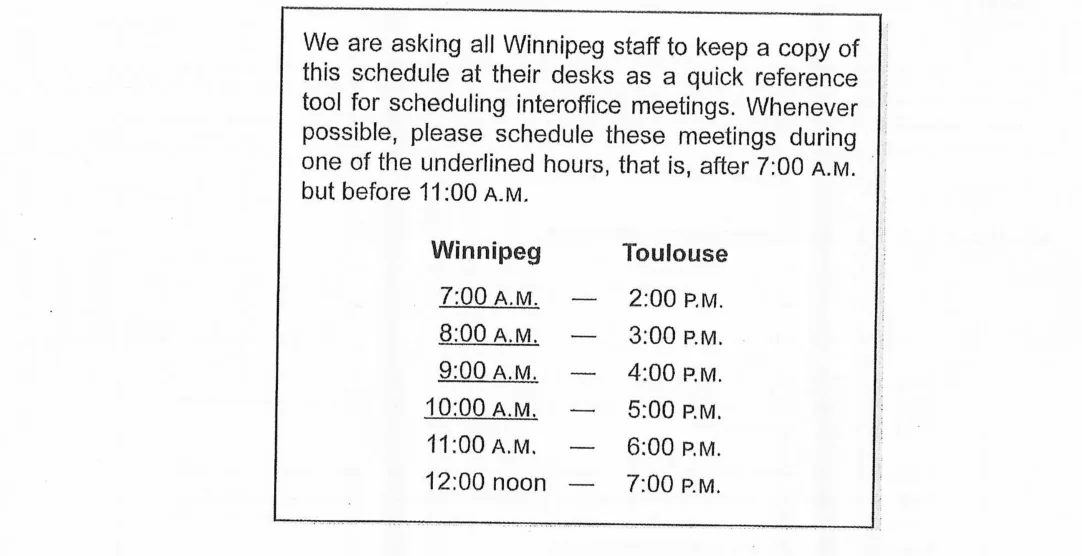 We are asking all Winnipeg staff to keep a copy of
this schedule at their desks as a quick reference
tool for scheduling interoffice meetings. Whenever
possible, please schedule these meetings during
one of the underlined hours, that is, after 7:00 A.M.
but before 11:00 A.M.
Winnipeg Toulouse
7:00 A.M. — 2:00 P.M.
8:00 A.M. — 3:00 P.M.
9:00 A.M. — 4:00 P.M.
10:00 A.M. — 5:00 P.M.
11:00 A.M. — 6:00 P.M.
12:00 noon — 7:00 P.M.